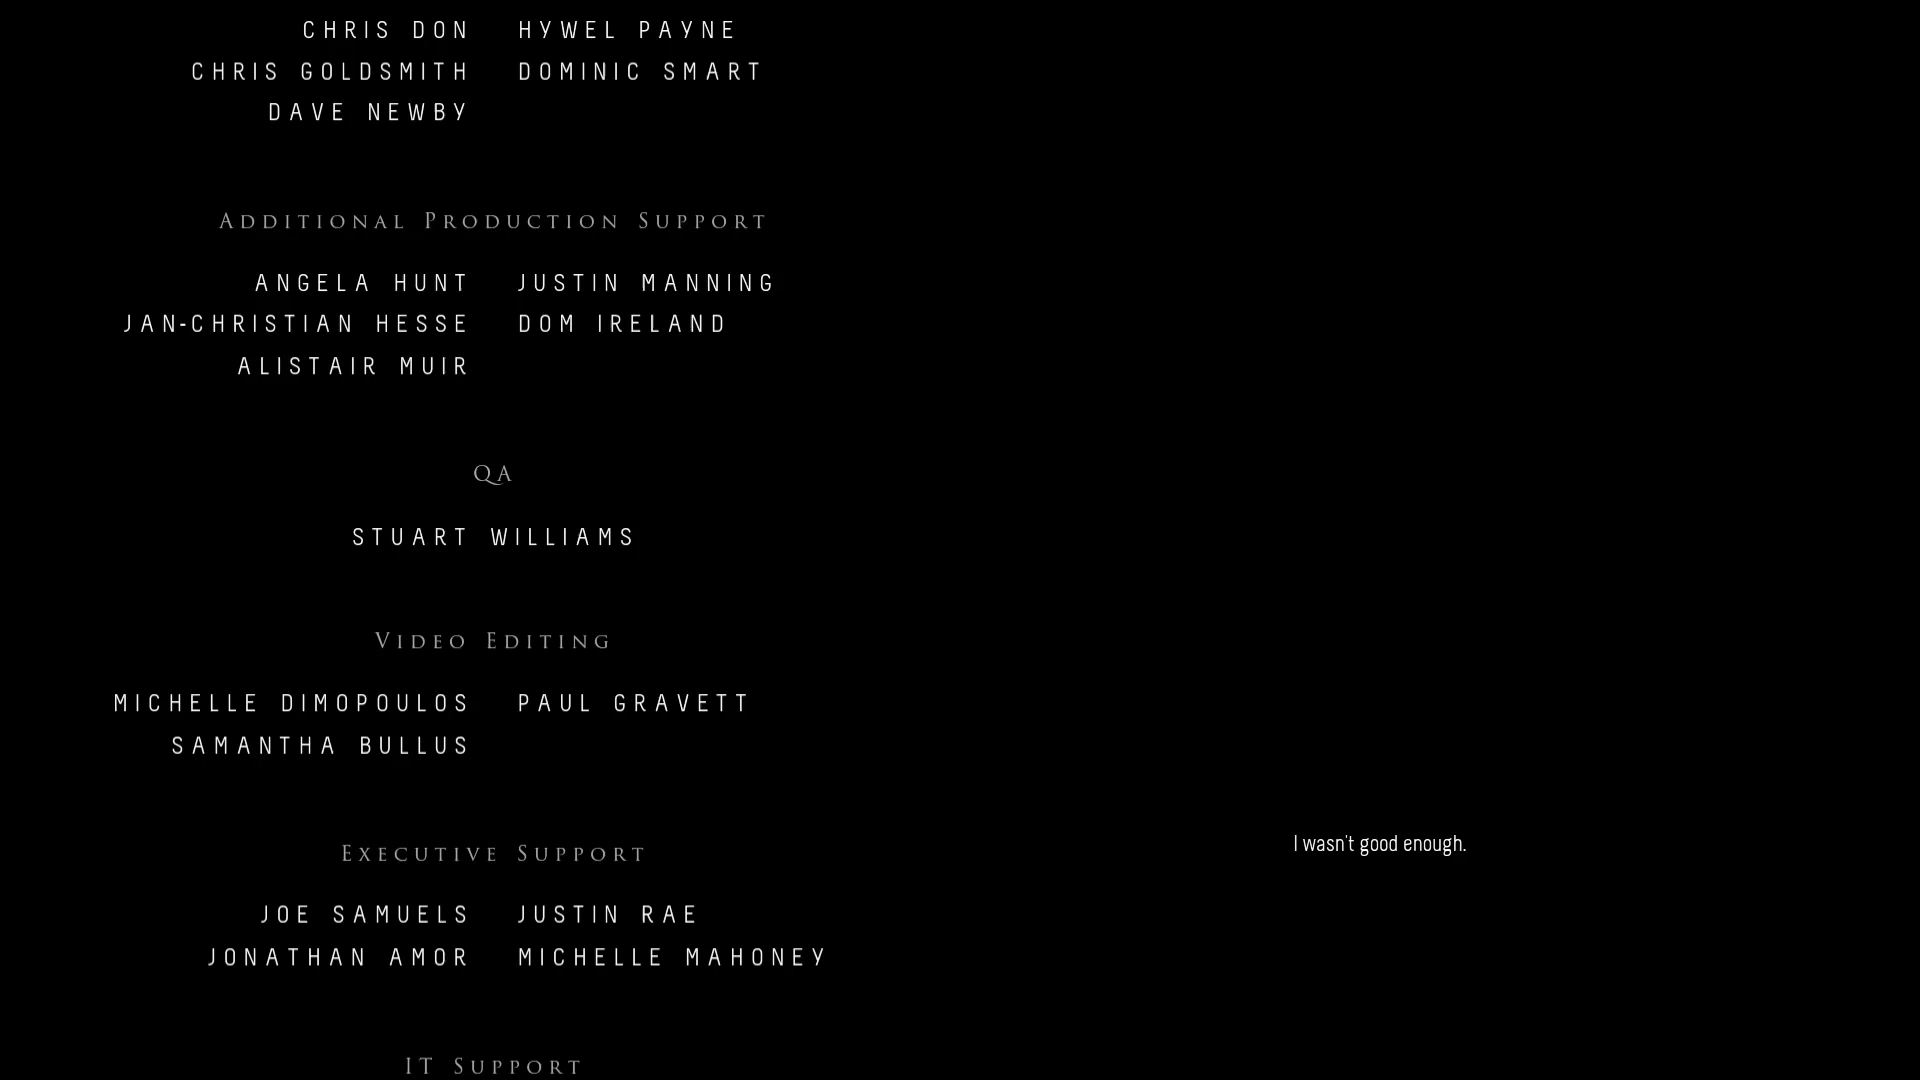 CHRIS DON HYWEL PAYNE
CHRIS GOLDSMITH DOMINIC SMART
DAVE NEWBY
ADDITIONAL PRODUCTION SUPPORT
ANGELA HUNT JUSTIN MANNING
JAN-CHRISTIAN HESSE DOM IRELAND
ALISTAIR MUIR
QA
STUART WILLIAMS
VIDEO EDITING
MICHELLE DIMOPOULOS PAUL GRAVETT
SAMANTHA BULLUS
I wasn't good enough.
EXECUTIVE SUPPORT
JOE SAMUELS JUSTIN RAE
JONATHAN AMOR MICHELLE MAHONEY
IT SUPPORT